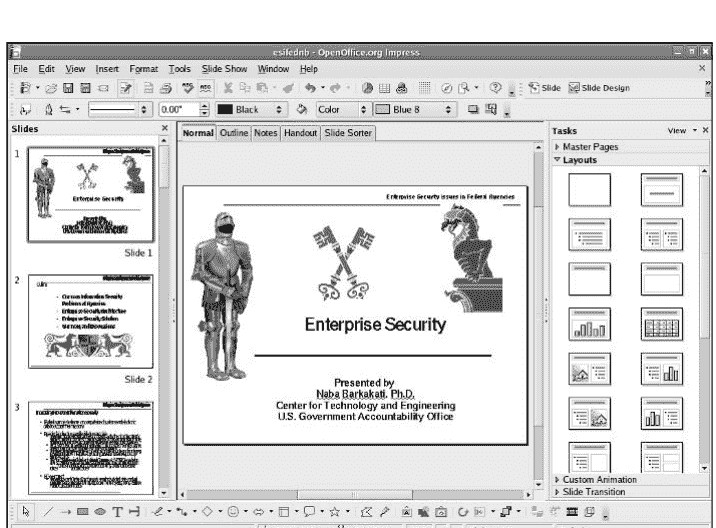 esifednb - OpenOffice.org Impress
File Edit View Insert Format Tools Slide Show Window Help
Slide Slide Design
0.00" Black Color Blue 8
Slides
Normal Outline Notes Handout Slide Sorter
Tasks View
Master Pages
Layouts
1
Enterprise Security
Slide 1
2
Slide 2
3
Enterprise Security Issues in Federal Agencies
Enterprise Security
Presented by
Naba Barkakati, Ph.D.
Center for Technology and Engineering
U.S. Government Accountability Office
Custom Animation
Slide Transition